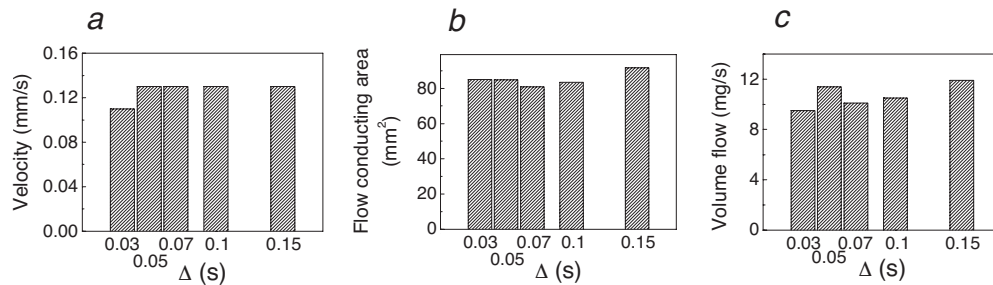 a
Velocity (mm/s)
0.16
0.12
0.08
0.04
0.00
0.03
0.05
0.07
0.1
0.15
Δ (s)
b
Flow conducting area
(mm²)
80
60
40
20
0
0.03
0.05
0.07
0.1
0.15
Δ (s)
c
Volume flow (mg/s)
12
8
4
0
0.03
0.05
0.07
0.1
0.15
Δ (s)